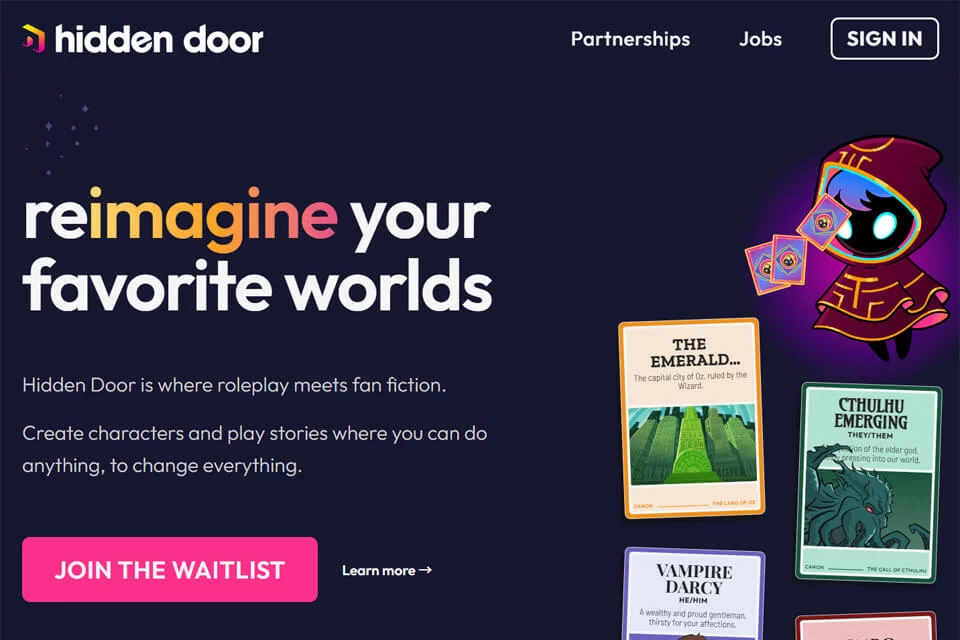 hidden door
Partnerships
Jobs
SIGN IN
reimagine your
favorite worlds
Hidden Door is where roleplay meets fan fiction.
Create characters and play stories where you can do
anything, to change everything.
JOIN THE WAITLIST
Learn more →
THE
EMERALD...
The capital city of Oz, ruled by the
Wizard.
CANON
THE LAND OF OZ
CTHULHU
EMERGING
THEY/THEM
of the elder god,
pressing into our world.
CANON
THE CALL OF CTHULHU
VAMPIRE
DARCY
HE/HIM
A wealthy and proud gentleman,
thirsty for your affections.